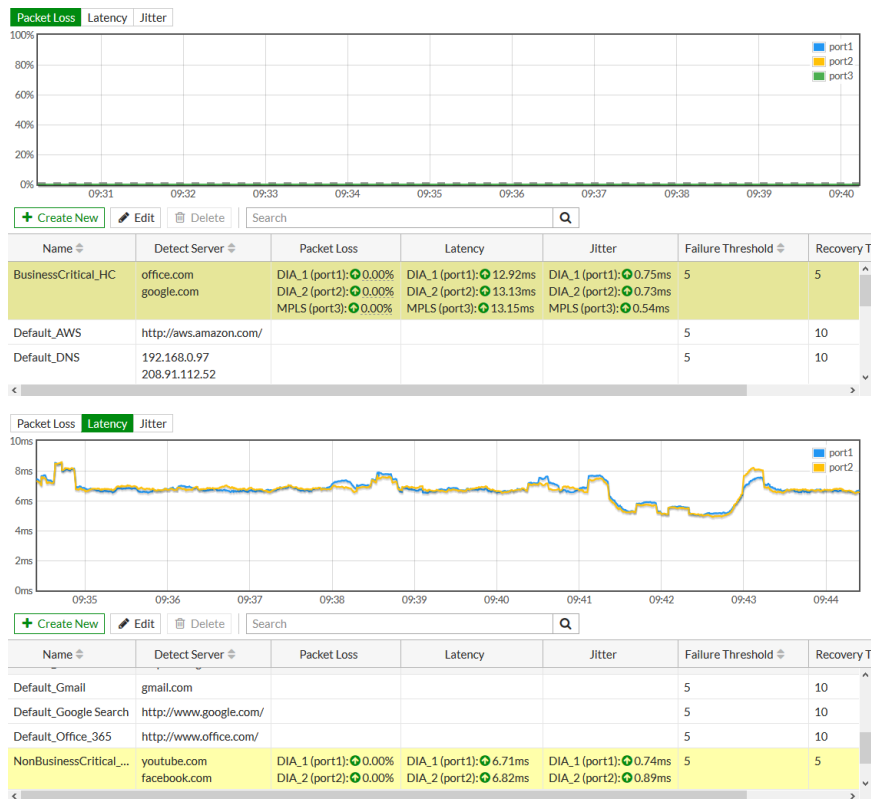 Packet Loss Latency Jitter
100%
80%
60%
40%
20%
0%
port1
port2
port3
09:31 09:32 09:33 09:34 09:35 09:36 09:37 09:38 09:39 09:40
+ Create New Edit Delete Search
Name Detect Server Packet Loss Latency Jitter Failure Threshold Recovery T
BusinessCritical_HC office.com DIA_1 (port1): 0.00% DIA_1 (port1): 12.92ms DIA_1 (port1): 0.75ms 5 5
google.com DIA_2 (port2): 0.00% DIA_2 (port2): 13.13ms DIA_2 (port2): 0.73ms
MPLS (port3): 0.00% MPLS (port3): 13.15ms MPLS (port3): 0.54ms
Default_AWS http://aws.amazon.com/ 5 10
Default_DNS 192.168.0.97 5 10
208.91.112.52
Packet Loss Latency Jitter
10ms
8ms
6ms
4ms
2ms
0ms
port1
port2
09:35 09:36 09:37 09:38 09:39 09:40 09:41 09:42 09:43 09:44
+ Create New Edit Delete Search
Name Detect Server Packet Loss Latency Jitter Failure Threshold Recovery T
Default_Gmail gmail.com 5 10
Default_Google Search http://www.google.com/ 5 10
Default_Office_365 http://www.office.com/ 5 10
NonBusinessCritical_... youtube.com DIA_1 (port1): 0.00% DIA_1 (port1): 6.71ms DIA_1 (port1): 0.74ms 5 5
facebook.com DIA_2 (port2): 0.00% DIA_2 (port2): 6.82ms DIA_2 (port2): 0.89ms